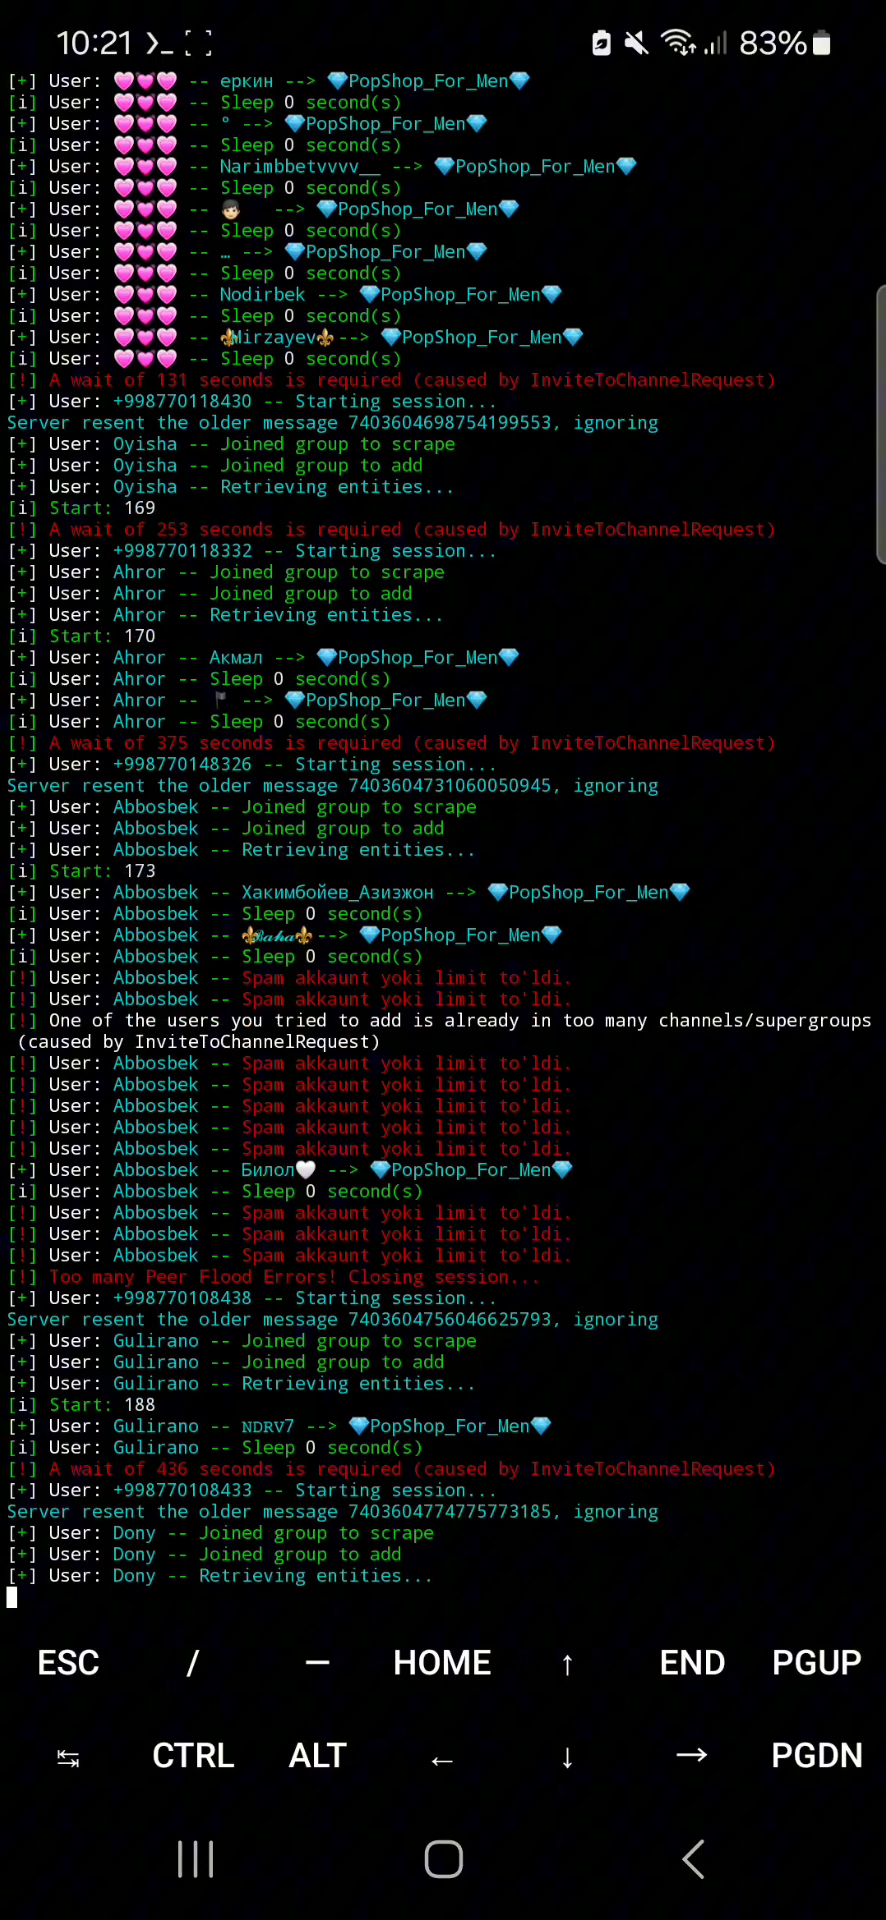 10:21 83%
[+] User: 💗💓💗 -- еркин --> 💎PopShop_For_Men💎
[i] User: 💗💓💗 -- Sleep 0 second(s)
[+] User: 💗💓💗 -- ° --> 💎PopShop_For_Men💎
[i] User: 💗💓💗 -- Sleep 0 second(s)
[+] User: 💗💓💗 -- Narimbbetvvvv__ --> 💎PopShop_For_Men💎
[i] User: 💗💓💗 -- Sleep 0 second(s)
[+] User: 💗💓💗 -- 👦🏻 --> 💎PopShop_For_Men💎
[i] User: 💗💓💗 -- Sleep 0 second(s)
[+] User: 💗💓💗 -- … --> 💎PopShop_For_Men💎
[i] User: 💗💓💗 -- Sleep 0 second(s)
[+] User: 💗💓💗 -- Nodirbek --> 💎PopShop_For_Men💎
[i] User: 💗💓💗 -- Sleep 0 second(s)
[+] User: 💗💓💗 -- ⚜Mirzayev⚜--> 💎PopShop_For_Men💎
[i] User: 💗💓💗 -- Sleep 0 second(s)
[!] A wait of 131 seconds is required (caused by InviteToChannelRequest)
[+] User: +998770118430 -- Starting session...
Server resent the older message 7403604698754199553, ignoring
[+] User: Oyisha -- Joined group to scrape
[+] User: Oyisha -- Joined group to add
[+] User: Oyisha -- Retrieving entities...
[i] Start: 169
[!] A wait of 253 seconds is required (caused by InviteToChannelRequest)
[+] User: +998770118332 -- Starting session...
[+] User: Ahror -- Joined group to scrape
[+] User: Ahror -- Joined group to add
[+] User: Ahror -- Retrieving entities...
[i] Start: 170
[+] User: Ahror -- Акмал --> 💎PopShop_For_Men💎
[i] User: Ahror -- Sleep 0 second(s)
[+] User: Ahror -- 🏴 --> 💎PopShop_For_Men💎
[i] User: Ahror -- Sleep 0 second(s)
[!] A wait of 375 seconds is required (caused by InviteToChannelRequest)
[+] User: +998770148326 -- Starting session...
Server resent the older message 7403604731060050945, ignoring
[+] User: Abbosbek -- Joined group to scrape
[+] User: Abbosbek -- Joined group to add
[+] User: Abbosbek -- Retrieving entities...
[i] Start: 173
[+] User: Abbosbek -- Хакимбойев_Азизжон --> 💎PopShop_For_Men💎
[i] User: Abbosbek -- Sleep 0 second(s)
[+] User: Abbosbek -- ⚜𝓑𝓪𝓱𝓪⚜--> 💎PopShop_For_Men💎
[i] User: Abbosbek -- Sleep 0 second(s)
[!] User: Abbosbek -- Spam akkaunt yoki limit to'ldi.
[!] User: Abbosbek -- Spam akkaunt yoki limit to'ldi.
[!] One of the users you tried to add is already in too many channels/supergroups
(caused by InviteToChannelRequest)
[!] User: Abbosbek -- Spam akkaunt yoki limit to'ldi.
[!] User: Abbosbek -- Spam akkaunt yoki limit to'ldi.
[!] User: Abbosbek -- Spam akkaunt yoki limit to'ldi.
[!] User: Abbosbek -- Spam akkaunt yoki limit to'ldi.
[!] User: Abbosbek -- Spam akkaunt yoki limit to'ldi.
[+] User: Abbosbek -- Билол🤍 --> 💎PopShop_For_Men💎
[i] User: Abbosbek -- Sleep 0 second(s)
[!] User: Abbosbek -- Spam akkaunt yoki limit to'ldi.
[!] User: Abbosbek -- Spam akkaunt yoki limit to'ldi.
[!] User: Abbosbek -- Spam akkaunt yoki limit to'ldi.
[!] Too many Peer Flood Errors! Closing session...
[+] User: +998770108438 -- Starting session...
Server resent the older message 7403604756046625793, ignoring
[+] User: Gulirano -- Joined group to scrape
[+] User: Gulirano -- Joined group to add
[+] User: Gulirano -- Retrieving entities...
[i] Start: 188
[+] User: Gulirano -- ɴᴅʀᴠ7 --> 💎PopShop_For_Men💎
[i] User: Gulirano -- Sleep 0 second(s)
[!] A wait of 436 seconds is required (caused by InviteToChannelRequest)
[+] User: +998770108433 -- Starting session...
Server resent the older message 7403604774775773185, ignoring
[+] User: Dony -- Joined group to scrape
[+] User: Dony -- Joined group to add
[+] User: Dony -- Retrieving entities...
ESC / — HOME ↑ END PGUP
↹ CTRL ALT ← ↓ → PGDN